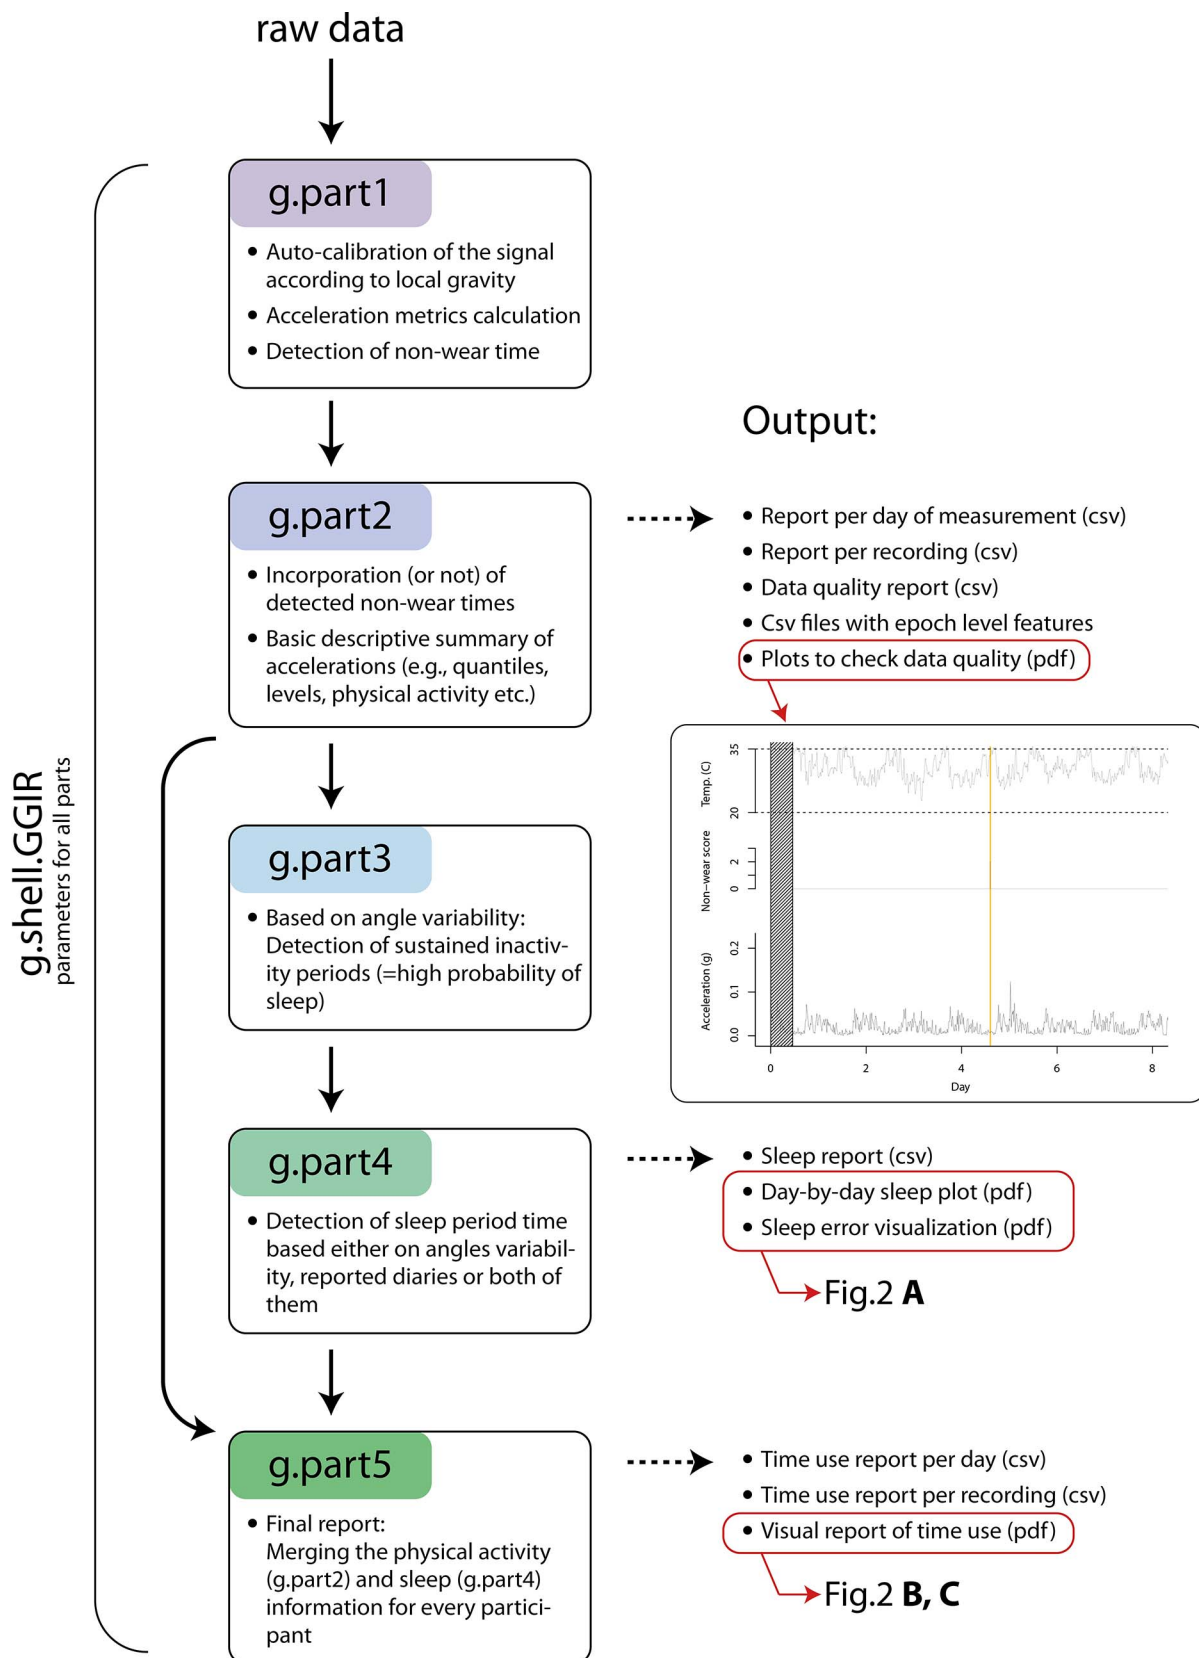 raw data
g.shell.GGIR
parameters for all parts
g.part1
• Auto-calibration of the signal
according to local gravity
• Acceleration metrics calculation
• Detection of non-wear time
Output:
g.part2
• Incorporation (or not) of
detected non-wear times
• Basic descriptive summary of
accelerations (e.g., quantiles,
levels, physical activity etc.)
• Report per day of measurement (csv)
• Report per recording (csv)
• Data quality report (csv)
• Csv files with epoch level features
• Plots to check data quality (pdf)
Temp. (C)
35
20
Non-wear score
2
0
Acceleration (g)
0.2
0.1
0.0
0 2 4 6 8
Day
g.part3
• Based on angle variability:
Detection of sustained inactiv-
ity periods (=high probability of
sleep)
g.part4
• Detection of sleep period time
based either on angles variabil-
ity, reported diaries or both of
them
• Sleep report (csv)
• Day-by-day sleep plot (pdf)
• Sleep error visualization (pdf)
Fig.2 A
g.part5
• Final report:
Merging the physical activity
(g.part2) and sleep (g.part4)
information for every partici-
pant
• Time use report per day (csv)
• Time use report per recording (csv)
• Visual report of time use (pdf)
Fig.2 B, C